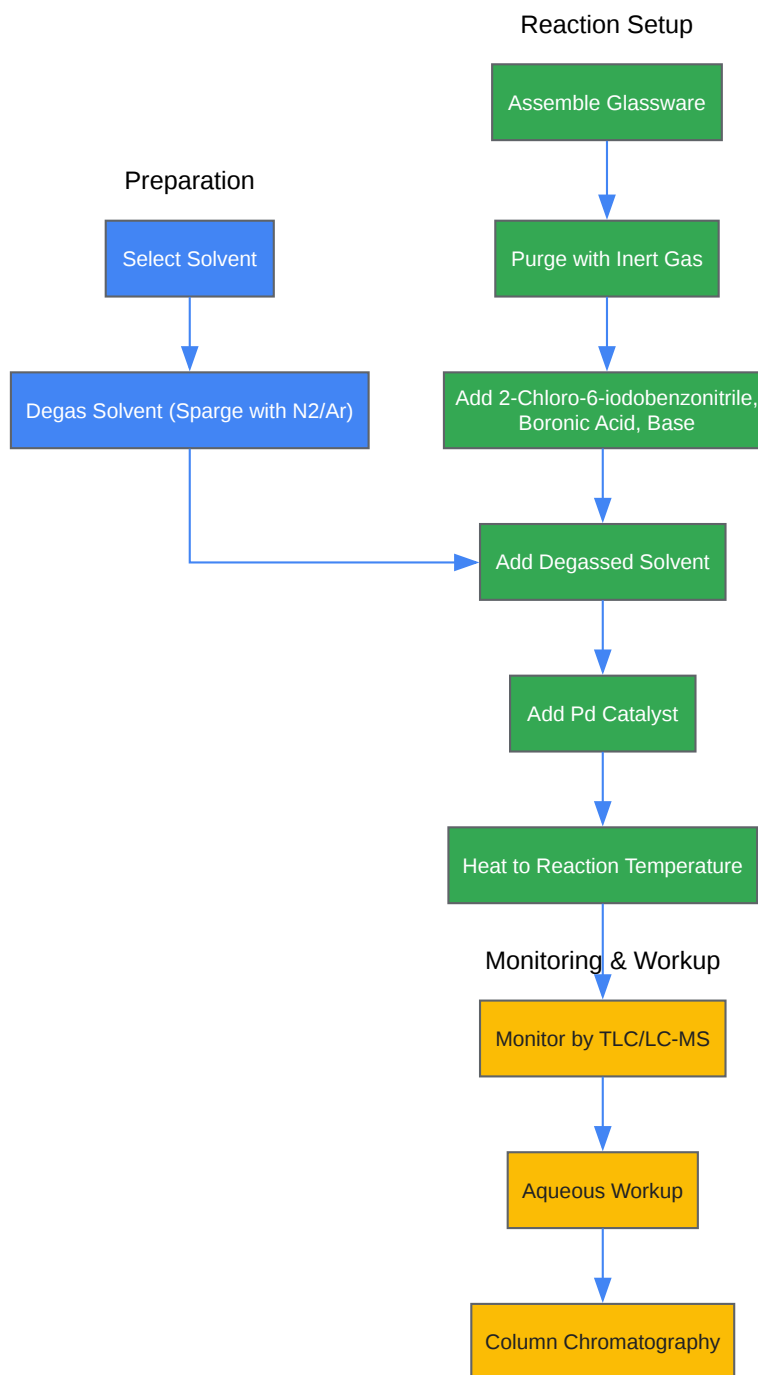 Reaction Setup
Assemble Glassware
Preparation
Select Solvent
Purge with Inert Gas
Degas Solvent (Sparge with N2/Ar)
Add 2-Chloro-6-iodobenzonitrile,
Boronic Acid, Base
Add Degassed Solvent
Add Pd Catalyst
Heat to Reaction Temperature
Monitoring & Workup
Monitor by TLC/LC-MS
Aqueous Workup
Column Chromatography